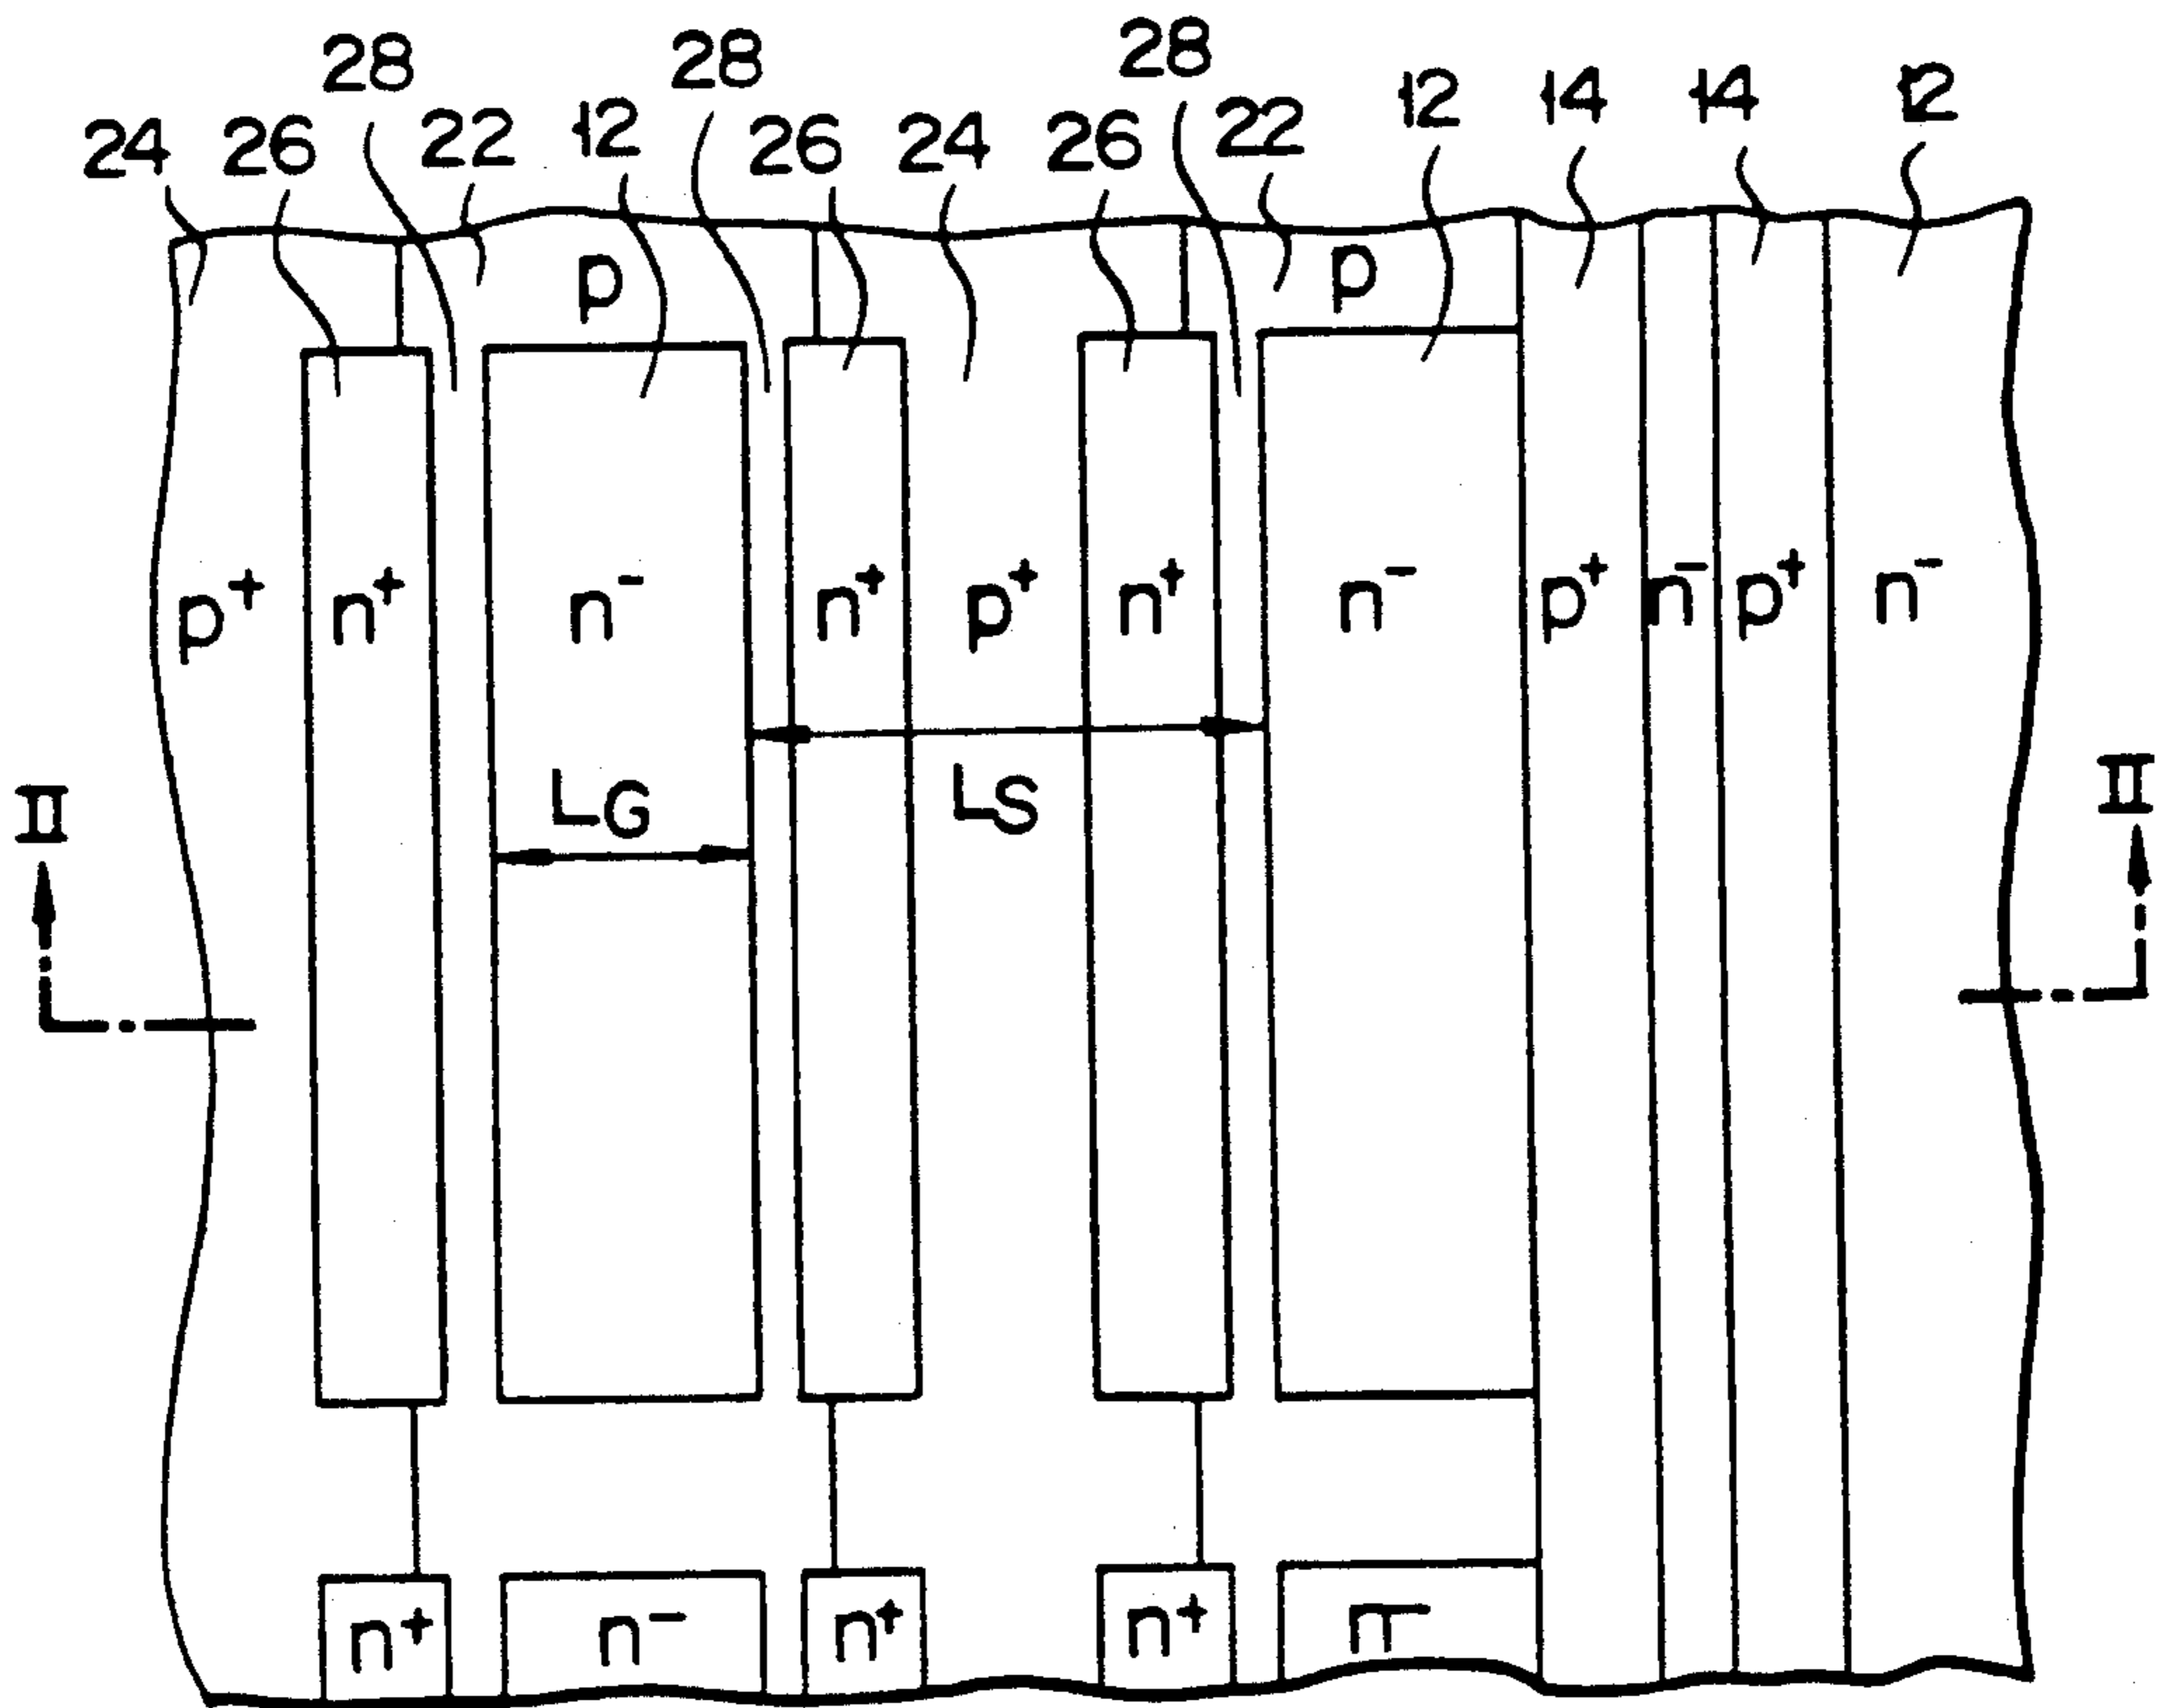 28 28 28
24 26 22 12 26 24 26 22 12 14 14 12
p p
p⁺ n⁺ n⁻ n⁺ p⁺ n⁺ n⁻ p⁺ n⁻ p⁺ n⁻
II LG LS II
n⁺ n⁻ n⁺ n⁺ n⁻